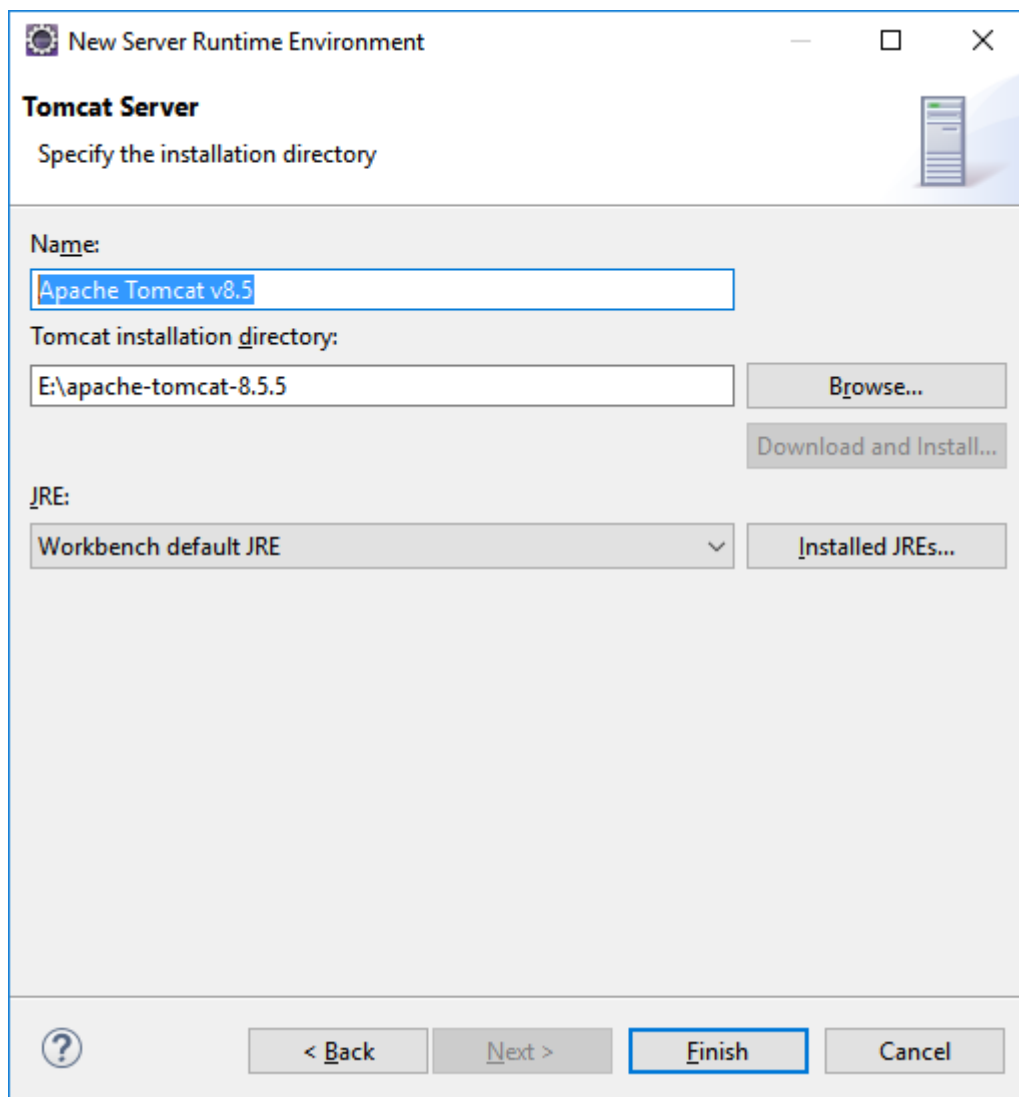 New Server Runtime Environment
Tomcat Server
Specify the installation directory
Name:
Apache Tomcat v8.5
Tomcat installation directory:
E:\apache-tomcat-8.5.5
Browse...
Download and Install...
JRE:
Workbench default JRE
Installed JREs...
?
< Back
Next >
Finish
Cancel